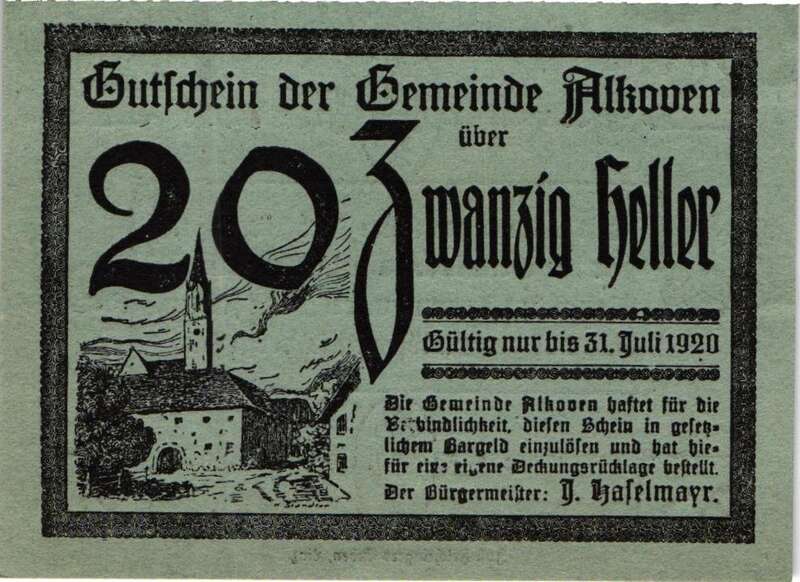 Gutschein der Gemeinde Alkoven
über
20 Zwanzig Heller
Gültig nur bis 31. Juli 1920
Die Gemeinde Alkoven haftet für die
Verbindlichkeit, diesen Schein in gesetz-
lichem Bargeld einzulösen und hat hie-
für eine eigene Deckungsrücklage bestellt.
Der Bürgermeister: J. Haselmayr.